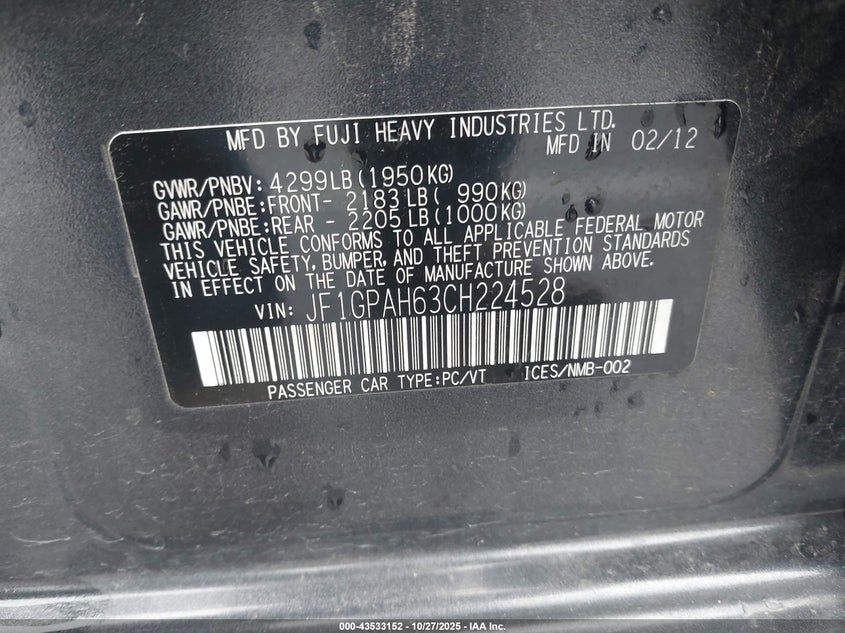 MFD BY FUJI HEAVY INDUSTRIES LTD.
MFD IN 02/12
GVWR/PNBV: 4299LB(1950KG)
GAWR/PNBE:FRONT- 2183LB( 990KG)
GAWR/PNBE:REAR - 2205LB(1000KG)
THIS VEHICLE CONFORMS TO ALL APPLICABLE FEDERAL MOTOR
VEHICLE SAFETY, BUMPER, AND THEFT PREVENTION STANDARDS
IN EFFECT ON THE DATE OF MANUFACTURE SHOWN ABOVE.
VIN: JF1GPAH63CH224528
PASSENGER CAR TYPE:PC/VT ICES/NMB-002
000-43533152 - 10/27/2025 - IAA Inc.